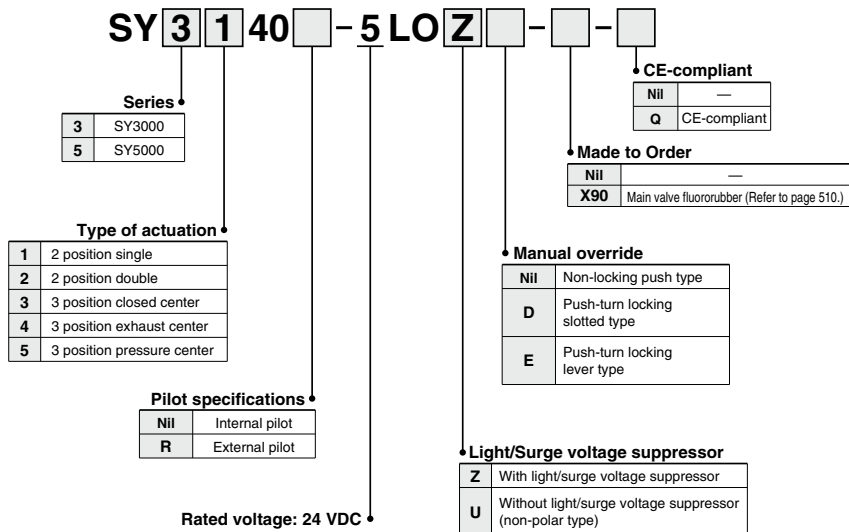 SY 3 1 40 - 5 LO Z - -
CE-compliant
Nil —
Q CE-compliant
Series
3 SY3000
5 SY5000
Made to Order
Nil —
X90 Main valve fluororubber (Refer to page 510.)
Type of actuation
1 2 position single
2 2 position double
3 3 position closed center
4 3 position exhaust center
5 3 position pressure center
Manual override
Nil Non-locking push type
D Push-turn locking
slotted type
E Push-turn locking
lever type
Pilot specifications
Nil Internal pilot
R External pilot
Light/Surge voltage suppressor
Z With light/surge voltage suppressor
U Without light/surge voltage suppressor
(non-polar type)
Rated voltage: 24 VDC